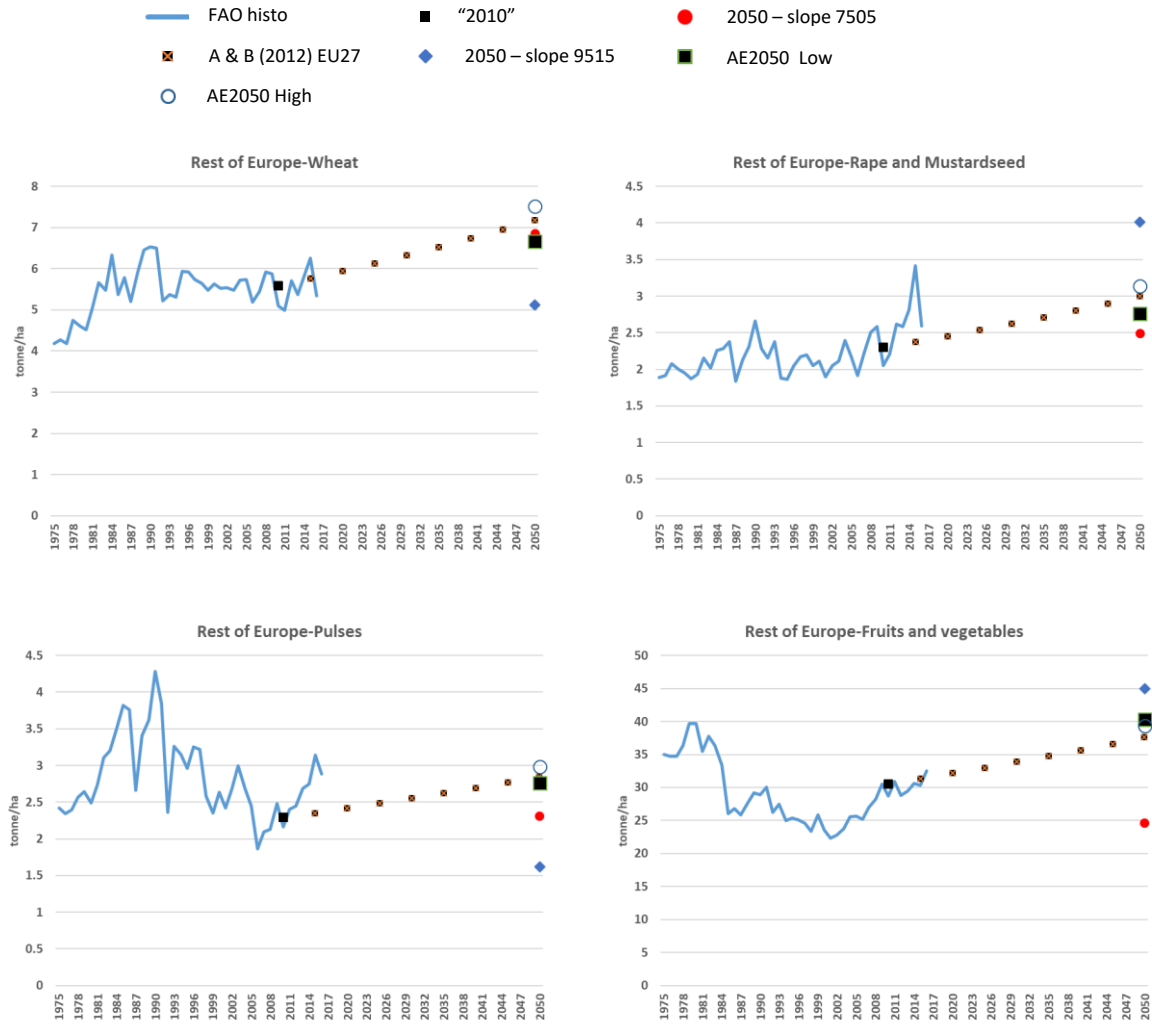 FAO histo
“2010”
2050 – slope 7505
A & B (2012) EU27
2050 – slope 9515
AE2050 Low
AE2050 High
Rest of Europe-Wheat
tonne/ha
8
7
6
5
4
3
2
1
0
1975 1978 1981 1984 1987 1990 1993 1996 1999 2002 2005 2008 2011 2014 2017 2020 2023 2026 2029 2032 2035 2038 2041 2044 2047 2050
Rest of Europe-Rape and Mustardseed
tonne/ha
4.5
4
3.5
3
2.5
2
1.5
1
0.5
0
1975 1978 1981 1984 1987 1990 1993 1996 1999 2002 2005 2008 2011 2014 2017 2020 2023 2026 2029 2032 2035 2038 2041 2044 2047 2050
Rest of Europe-Pulses
tonne/ha
4.5
4
3.5
3
2.5
2
1.5
1
0.5
0
1975 1978 1981 1984 1987 1990 1993 1996 1999 2002 2005 2008 2011 2014 2017 2020 2023 2026 2029 2032 2035 2038 2041 2044 2047 2050
Rest of Europe-Fruits and vegetables
tonne/ha
50
45
40
35
30
25
20
15
10
5
0
1975 1978 1981 1984 1987 1990 1993 1996 1999 2002 2005 2008 2011 2014 2017 2020 2023 2026 2029 2032 2035 2038 2041 2044 2047 2050